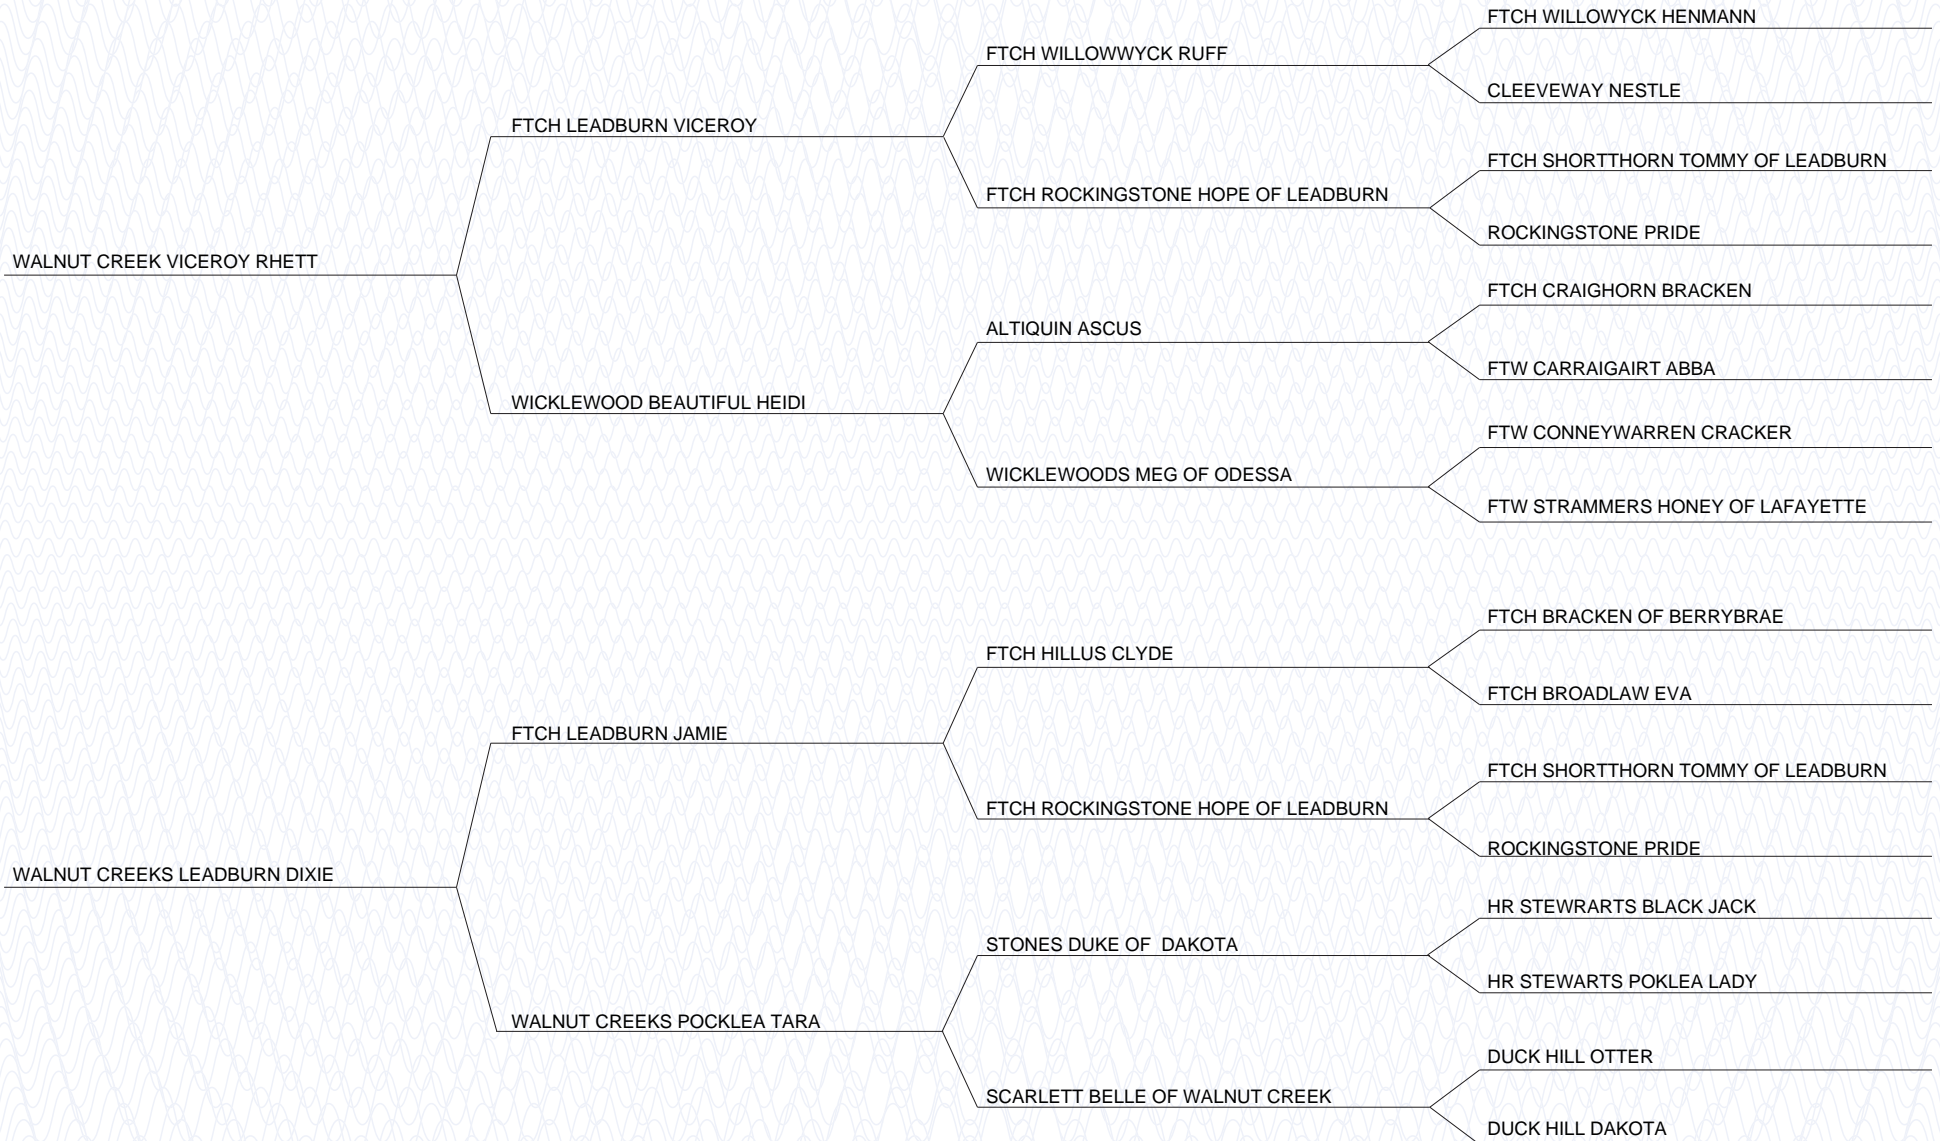 FTCH WILLOWYCK HENMANN
FTCH WILLOWWYCK RUFF
CLEEVEWAY NESTLE
FTCH LEADBURN VICEROY
FTCH SHORTTHORN TOMMY OF LEADBURN
FTCH ROCKINGSTONE HOPE OF LEADBURN
ROCKINGSTONE PRIDE
WALNUT CREEK VICEROY RHETT
FTCH CRAIGHORN BRACKEN
ALTIQUIN ASCUS
FTW CARRAIGAIRT ABBA
WICKLEWOOD BEAUTIFUL HEIDI
FTW CONNEYWARREN CRACKER
WICKLEWOODS MEG OF ODESSA
FTW STRAMMERS HONEY OF LAFAYETTE
FTCH BRACKEN OF BERRYBRAE
FTCH HILLUS CLYDE
FTCH BROADLAW EVA
FTCH LEADBURN JAMIE
FTCH SHORTTHORN TOMMY OF LEADBURN
FTCH ROCKINGSTONE HOPE OF LEADBURN
ROCKINGSTONE PRIDE
WALNUT CREEKS LEADBURN DIXIE
HR STEWRARTS BLACK JACK
STONES DUKE OF  DAKOTA
HR STEWARTS POKLEA LADY
WALNUT CREEKS POCKLEA TARA
DUCK HILL OTTER
SCARLETT BELLE OF WALNUT CREEK
DUCK HILL DAKOTA